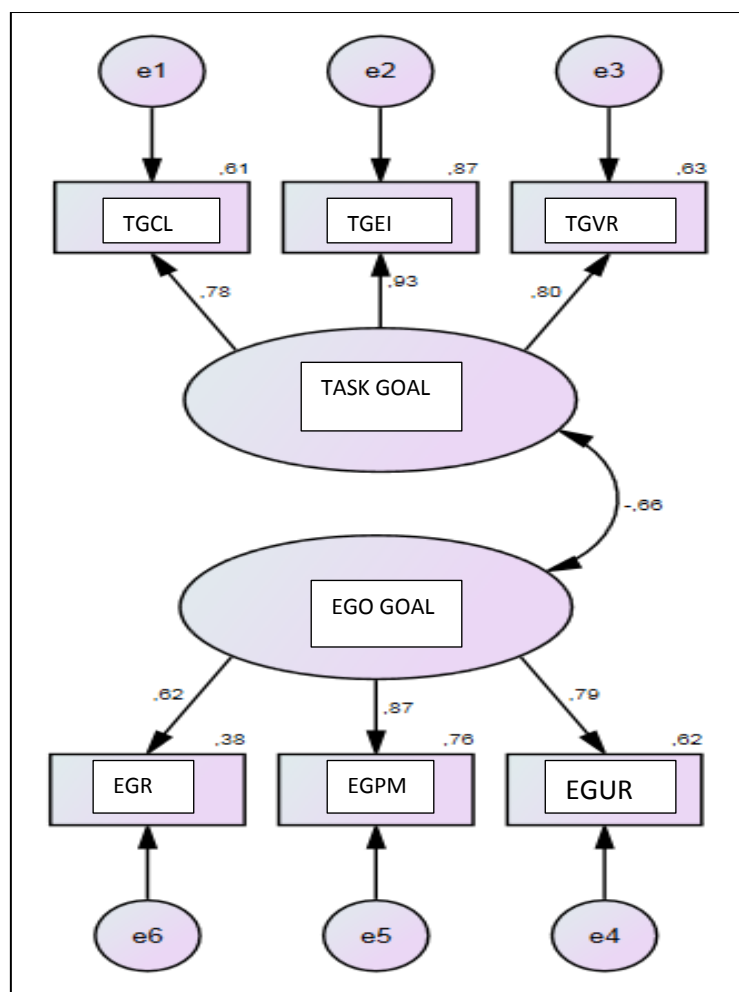 e1 e2 e3
,61 ,87 ,63
TGCL TGEI TGVR
,78 ,93 ,80
TASK GOAL
-,66
EGO GOAL
,62 ,87 ,79
,38 ,76 ,62
EGR EGPM EGUR
e6 e5 e4